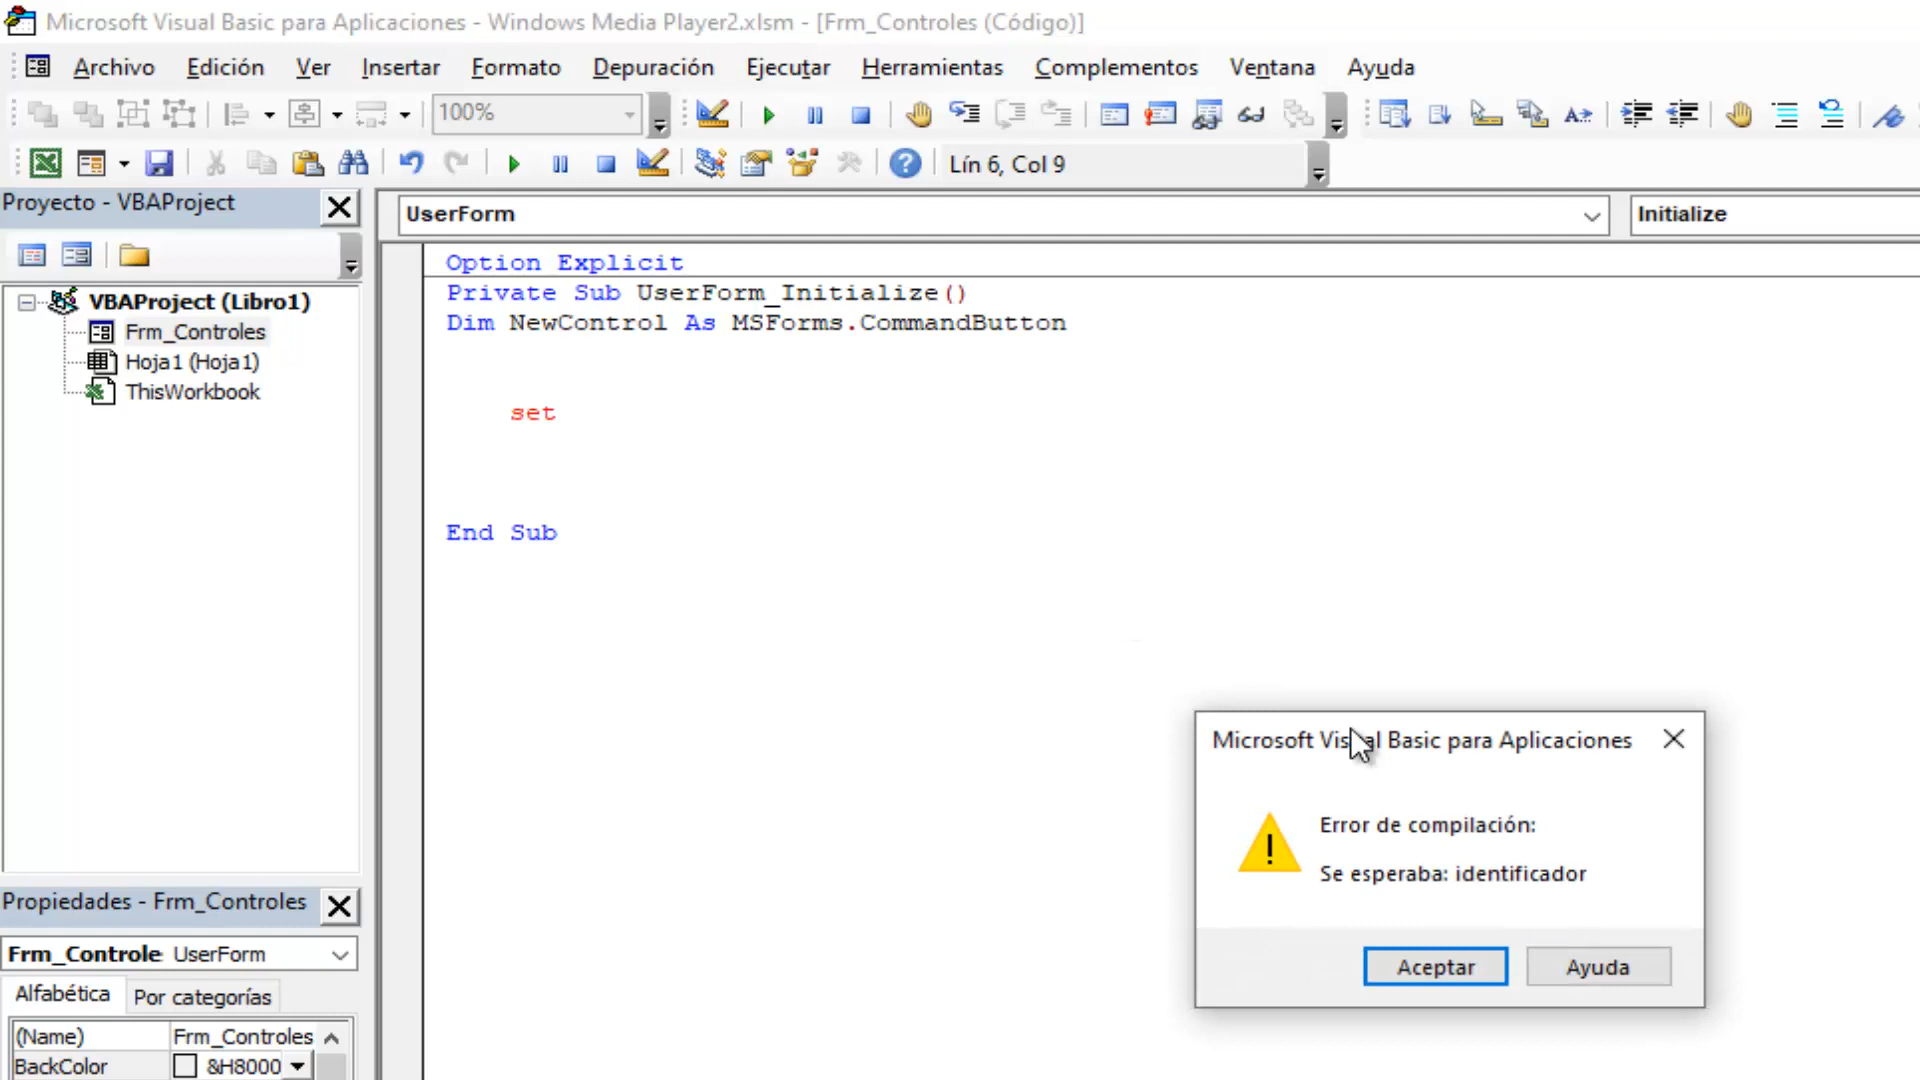 Microsoft Visual Basic para Aplicaciones - Windows Media Player2.xlsm - [Frm_Controles (Código)]
Archivo Edición Ver Insertar Formato Depuración Ejecutar Herramientas Complementos Ventana Ayuda
100%
Lín 6, Col 9
Proyecto - VBAProject
VBAProject (Libro1)
Frm_Controles
Hoja1 (Hoja1)
ThisWorkbook
UserForm
Initialize
Option Explicit
Private Sub UserForm_Initialize()
Dim NewControl As MSForms.CommandButton
set
End Sub
Microsoft Visual Basic para Aplicaciones
Error de compilación:
Se esperaba: identificador
Aceptar
Ayuda
Propiedades - Frm_Controles
Frm_Controle UserForm
Alfabética
Por categorías
(Name) Frm_Controles
BackColor &H8000